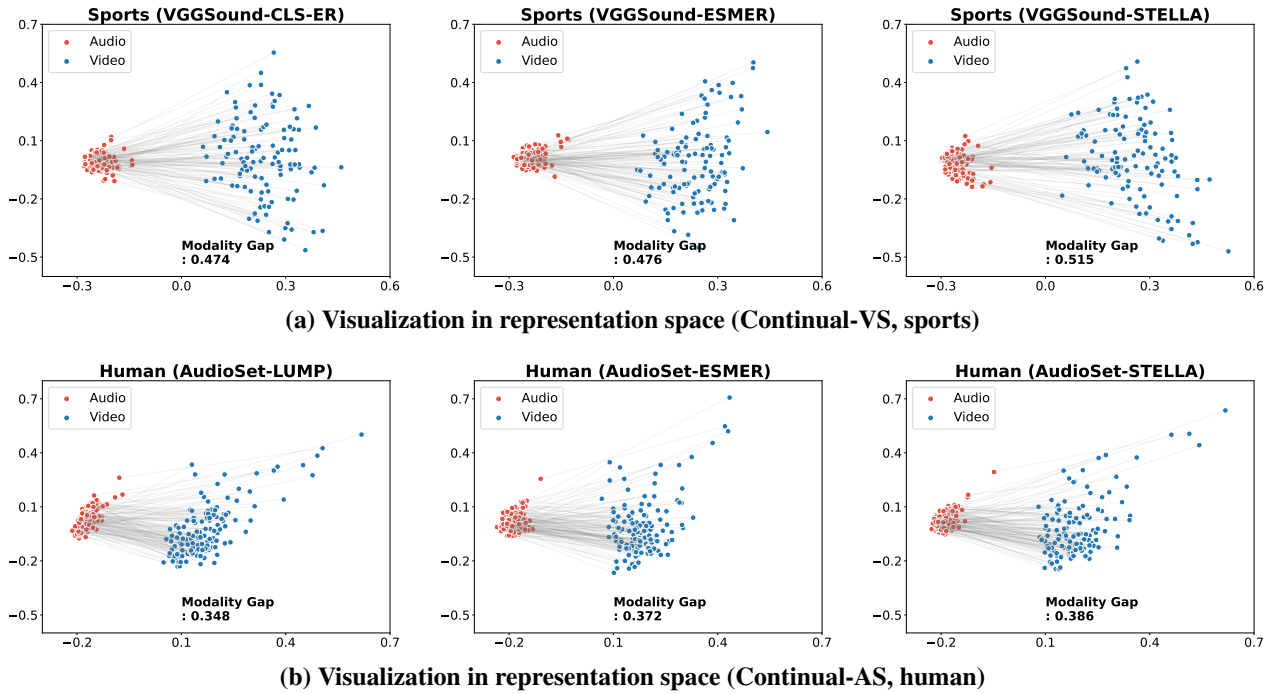 Sports (VGGSound-CLS-ER)
0.7
0.4
0.1
−0.2
−0.5
Audio
Video
Modality Gap
: 0.474
−0.3
0.0
0.3
0.6
Sports (VGGSound-ESMER)
0.7
0.4
0.1
−0.2
−0.5
Audio
Video
Modality Gap
: 0.476
−0.3
0.0
0.3
0.6
Sports (VGGSound-STELLA)
0.7
0.4
0.1
−0.2
−0.5
Audio
Video
Modality Gap
: 0.515
−0.3
0.0
0.3
0.6
(a) Visualization in representation space (Continual-VS, sports)
Human (AudioSet-LUMP)
0.7
0.4
0.1
−0.2
−0.5
Audio
Video
Modality Gap
: 0.348
−0.2
0.1
0.4
0.7
Human (AudioSet-ESMER)
0.7
0.4
0.1
−0.2
−0.5
Audio
Video
Modality Gap
: 0.372
−0.2
0.1
0.4
0.7
Human (AudioSet-STELLA)
0.7
0.4
0.1
−0.2
−0.5
Audio
Video
Modality Gap
: 0.386
−0.2
0.1
0.4
0.7
(b) Visualization in representation space (Continual-AS, human)